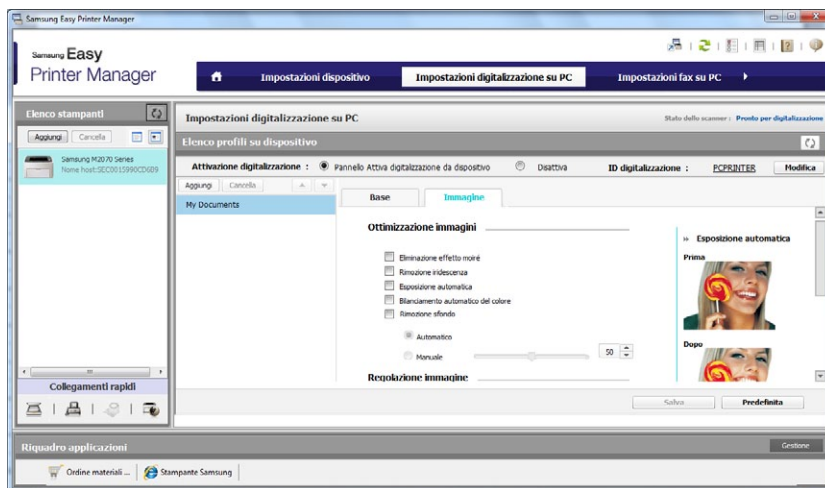 Samsung Easy Printer Manager
Samsung Easy
Printer Manager
Impostazioni dispositivo
Impostazioni digitalizzazione su PC
Impostazioni fax su PC
Elenco stampanti
Aggiungi Cancella
Samsung M2070 Series
Nome host:SEC0015990CD6B9
Collegamenti rapidi
Impostazioni digitalizzazione su PC
Stato dello scanner : Pronto per digitalizzazione
Elenco profili su dispositivo
Attivazione digitalizzazione : Pannello Attiva digitalizzazione da dispositivo Disattiva ID digitalizzazione : PCPRINTER Modifica
Aggiungi Cancella
My Documents
Base Immagine
Ottimizzazione immagini
Eliminazione effetto moiré
Rimozione iridescenza
Esposizione automatica
Bilanciamento automatico del colore
Rimozione sfondo
Automatico
Manuale 50
Regolazione immagine
Esposizione automatica
Prima
Dopo
Salva Predefinita
Riquadro applicazioni
Gestione
Ordine materiali ... Stampante Samsung